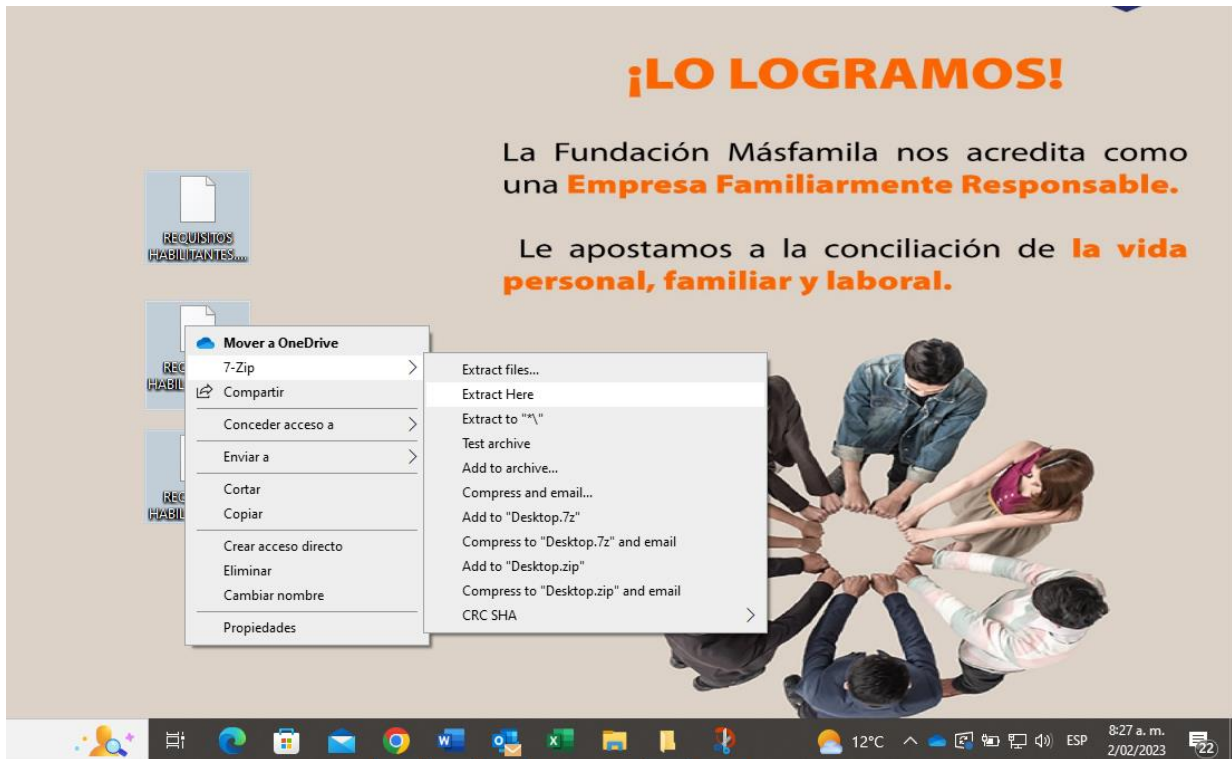 ¡LO LOGRAMOS!
La Fundación Másfamila nos acredita como
una Empresa Familiarmente Responsable.
Le apostamos a la conciliación de la vida
personal, familiar y laboral.
REQUISITOS
HABILITANTES....
REQ
HABIL
REQ
HABIL
Mover a OneDrive
7-Zip
Compartir
Conceder acceso a
Enviar a
Cortar
Copiar
Crear acceso directo
Eliminar
Cambiar nombre
Propiedades
Extract files...
Extract Here
Extract to "*\"
Test archive
Add to archive...
Compress and email...
Add to "Desktop.7z"
Compress to "Desktop.7z" and email
Add to "Desktop.zip"
Compress to "Desktop.zip" and email
CRC SHA
12°C
ESP
8:27 a. m.
2/02/2023
22